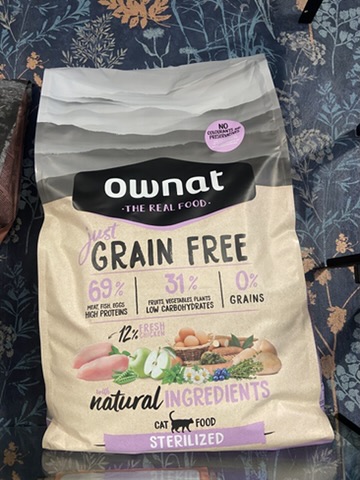 NO
COLOURANTS OR
PRESERVATIVES
ownat
· THE REAL FOOD ·
just
GRAIN FREE
69% 31% 0%
MEAT, FISH, EGGS
HIGH PROTEINS
FRUITS, VEGETABLES, PLANTS
LOW CARBOHYDRATES
GRAINS
12% FRESH
CHICKEN
with
natural INGREDIENTS
CAT FOOD
STERILIZED